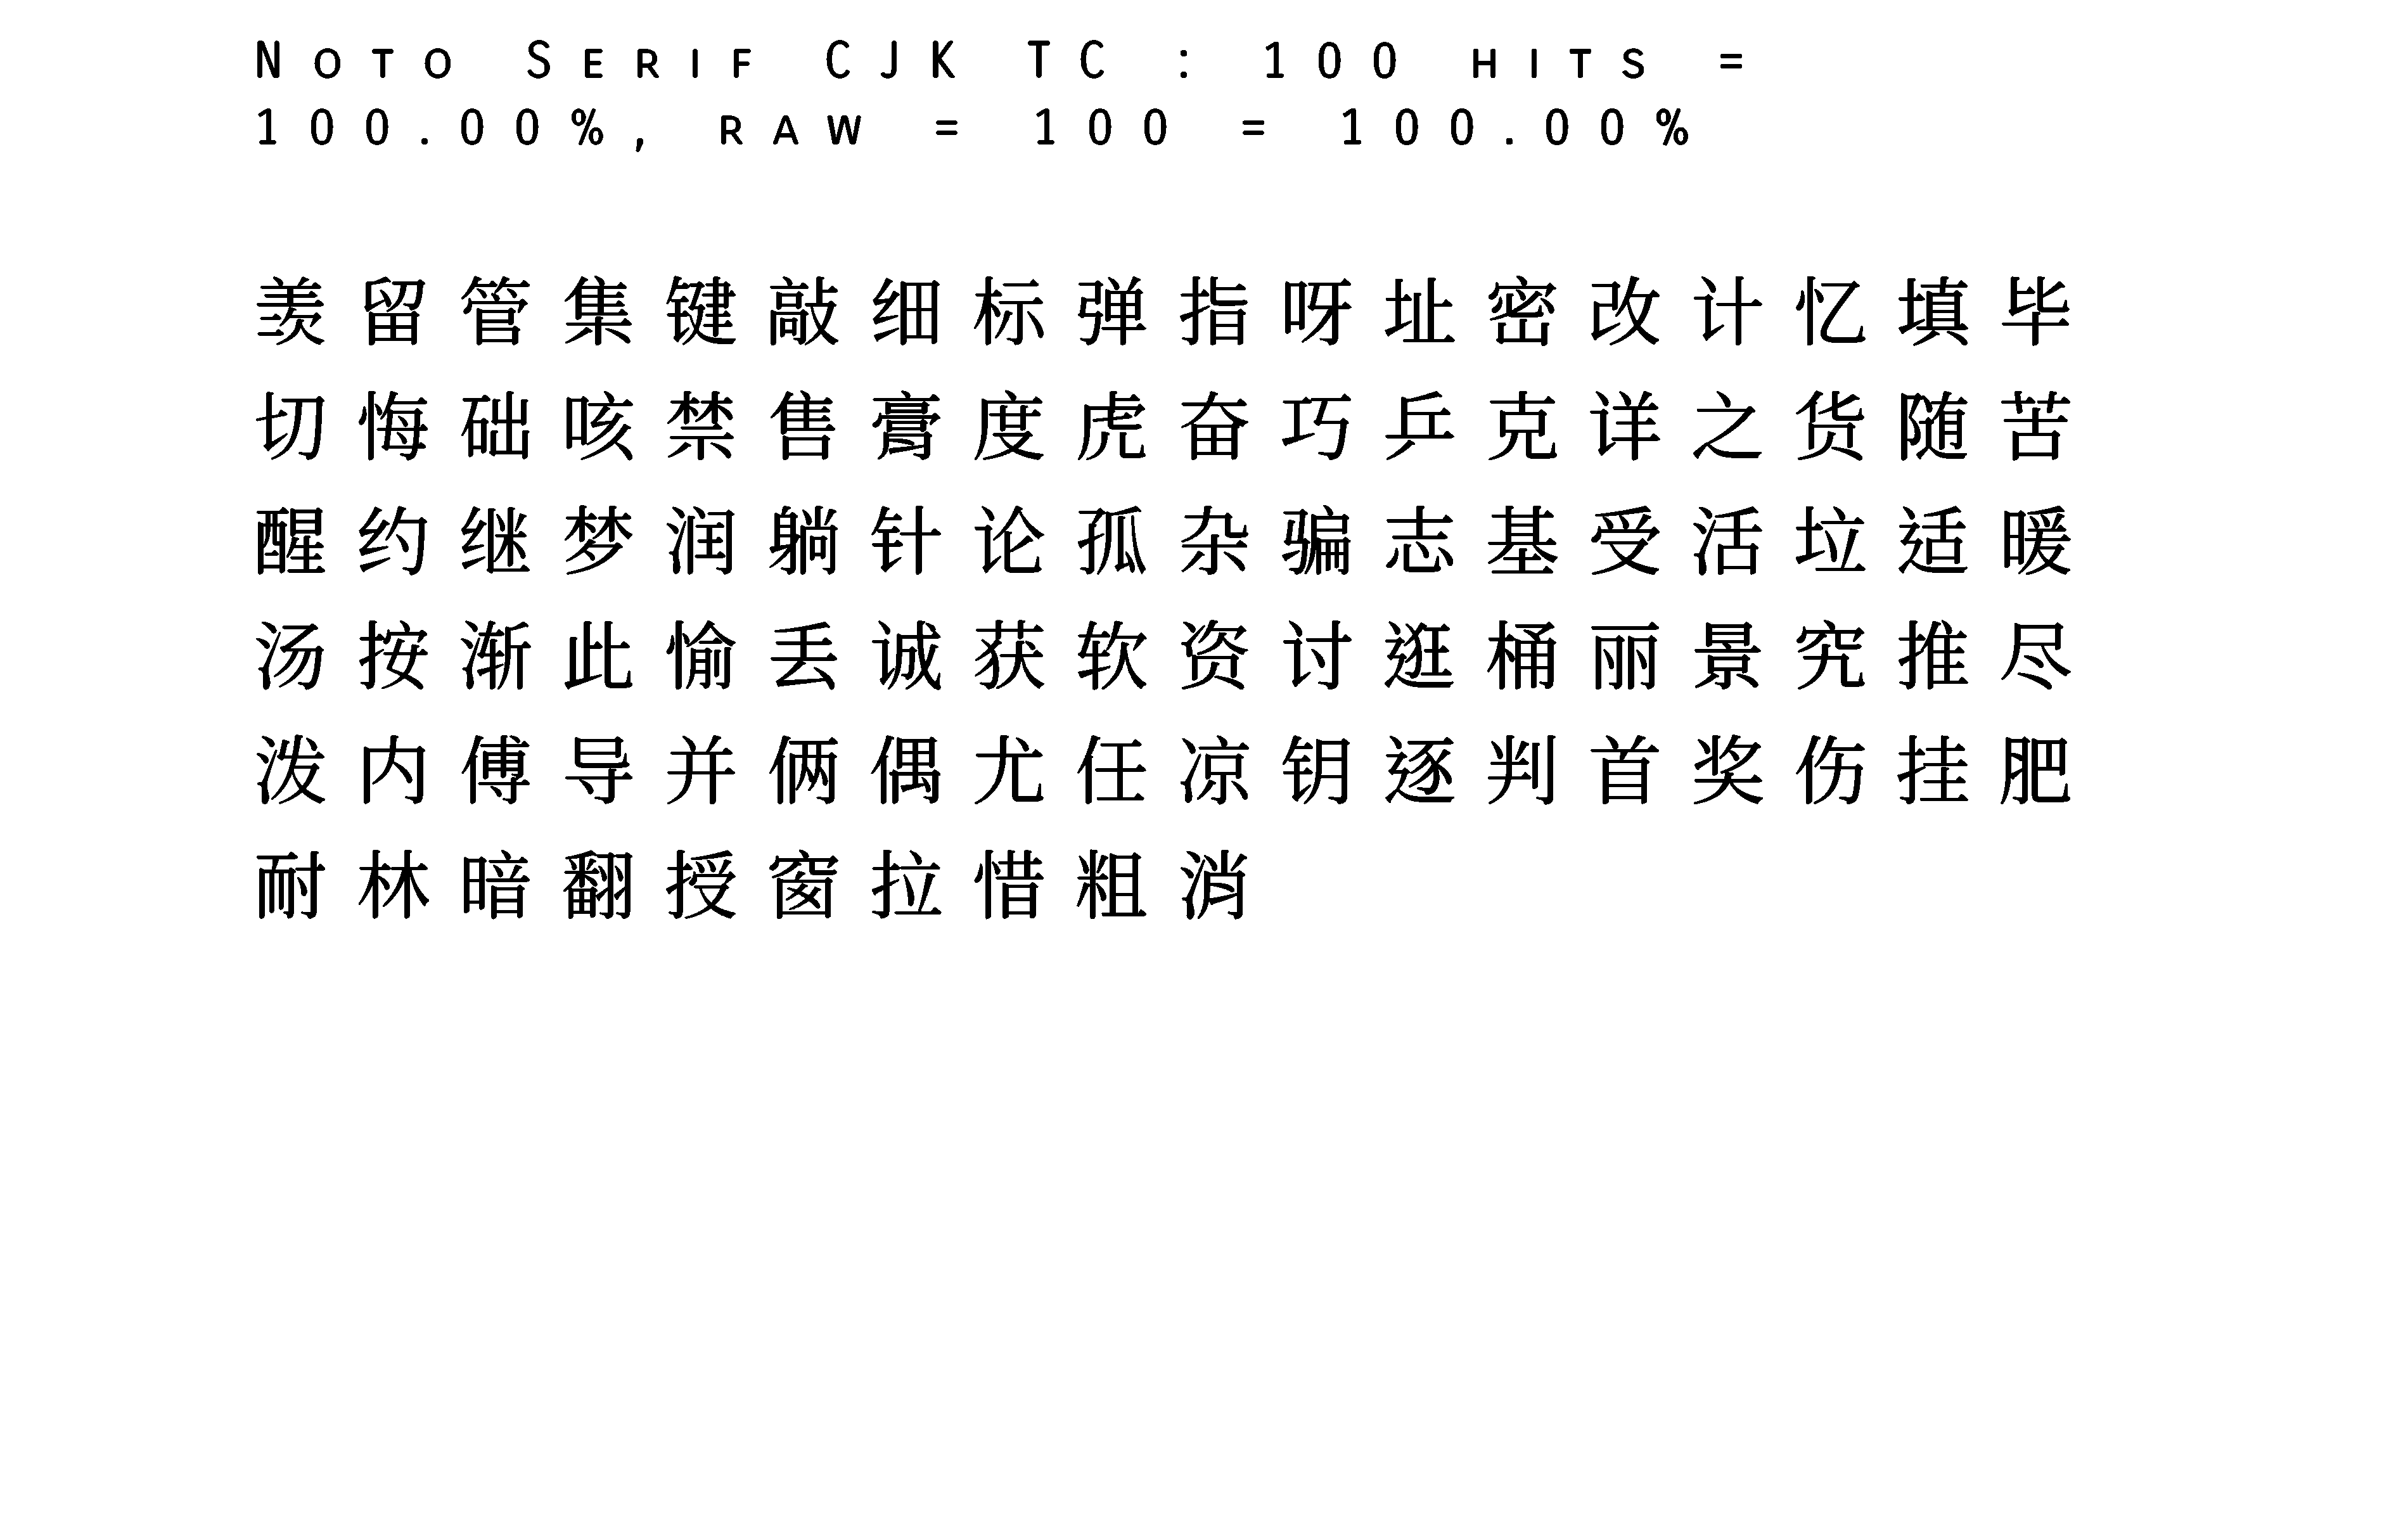 Noto Serif CJK TC : 100 hits =
100.00%, raw = 100 = 100.00%
羡留管集键敲细标弹指呀址密改计忆填毕
切悔础咳禁售膏度虎奋巧乒克详之货随苦
醒约继梦润躺针论孤杂骗志基受活垃适暖
汤按渐此愉丢诚获软资讨逛桶丽景究推尽
泼内傅导并俩偶尤任凉钥逐判首奖伤挂肥
耐林暗翻授窗拉惜粗消